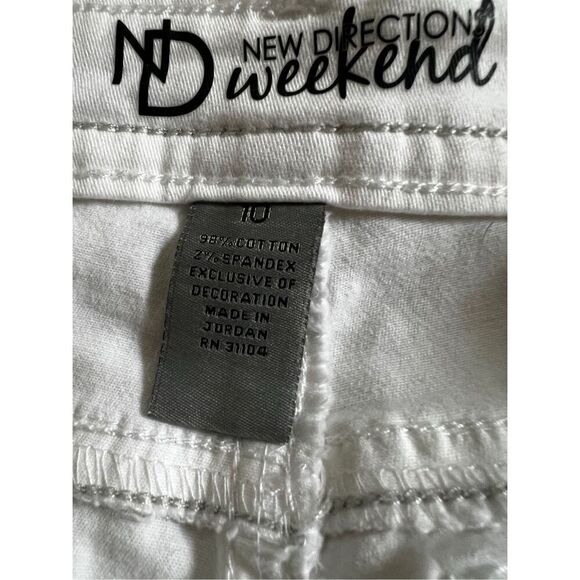 ND NEW DIRECTIONS
weekend
10
98% COTTON
2% SPANDEX
EXCLUSIVE OF
DECORATION
MADE IN
JORDAN
RN 31104